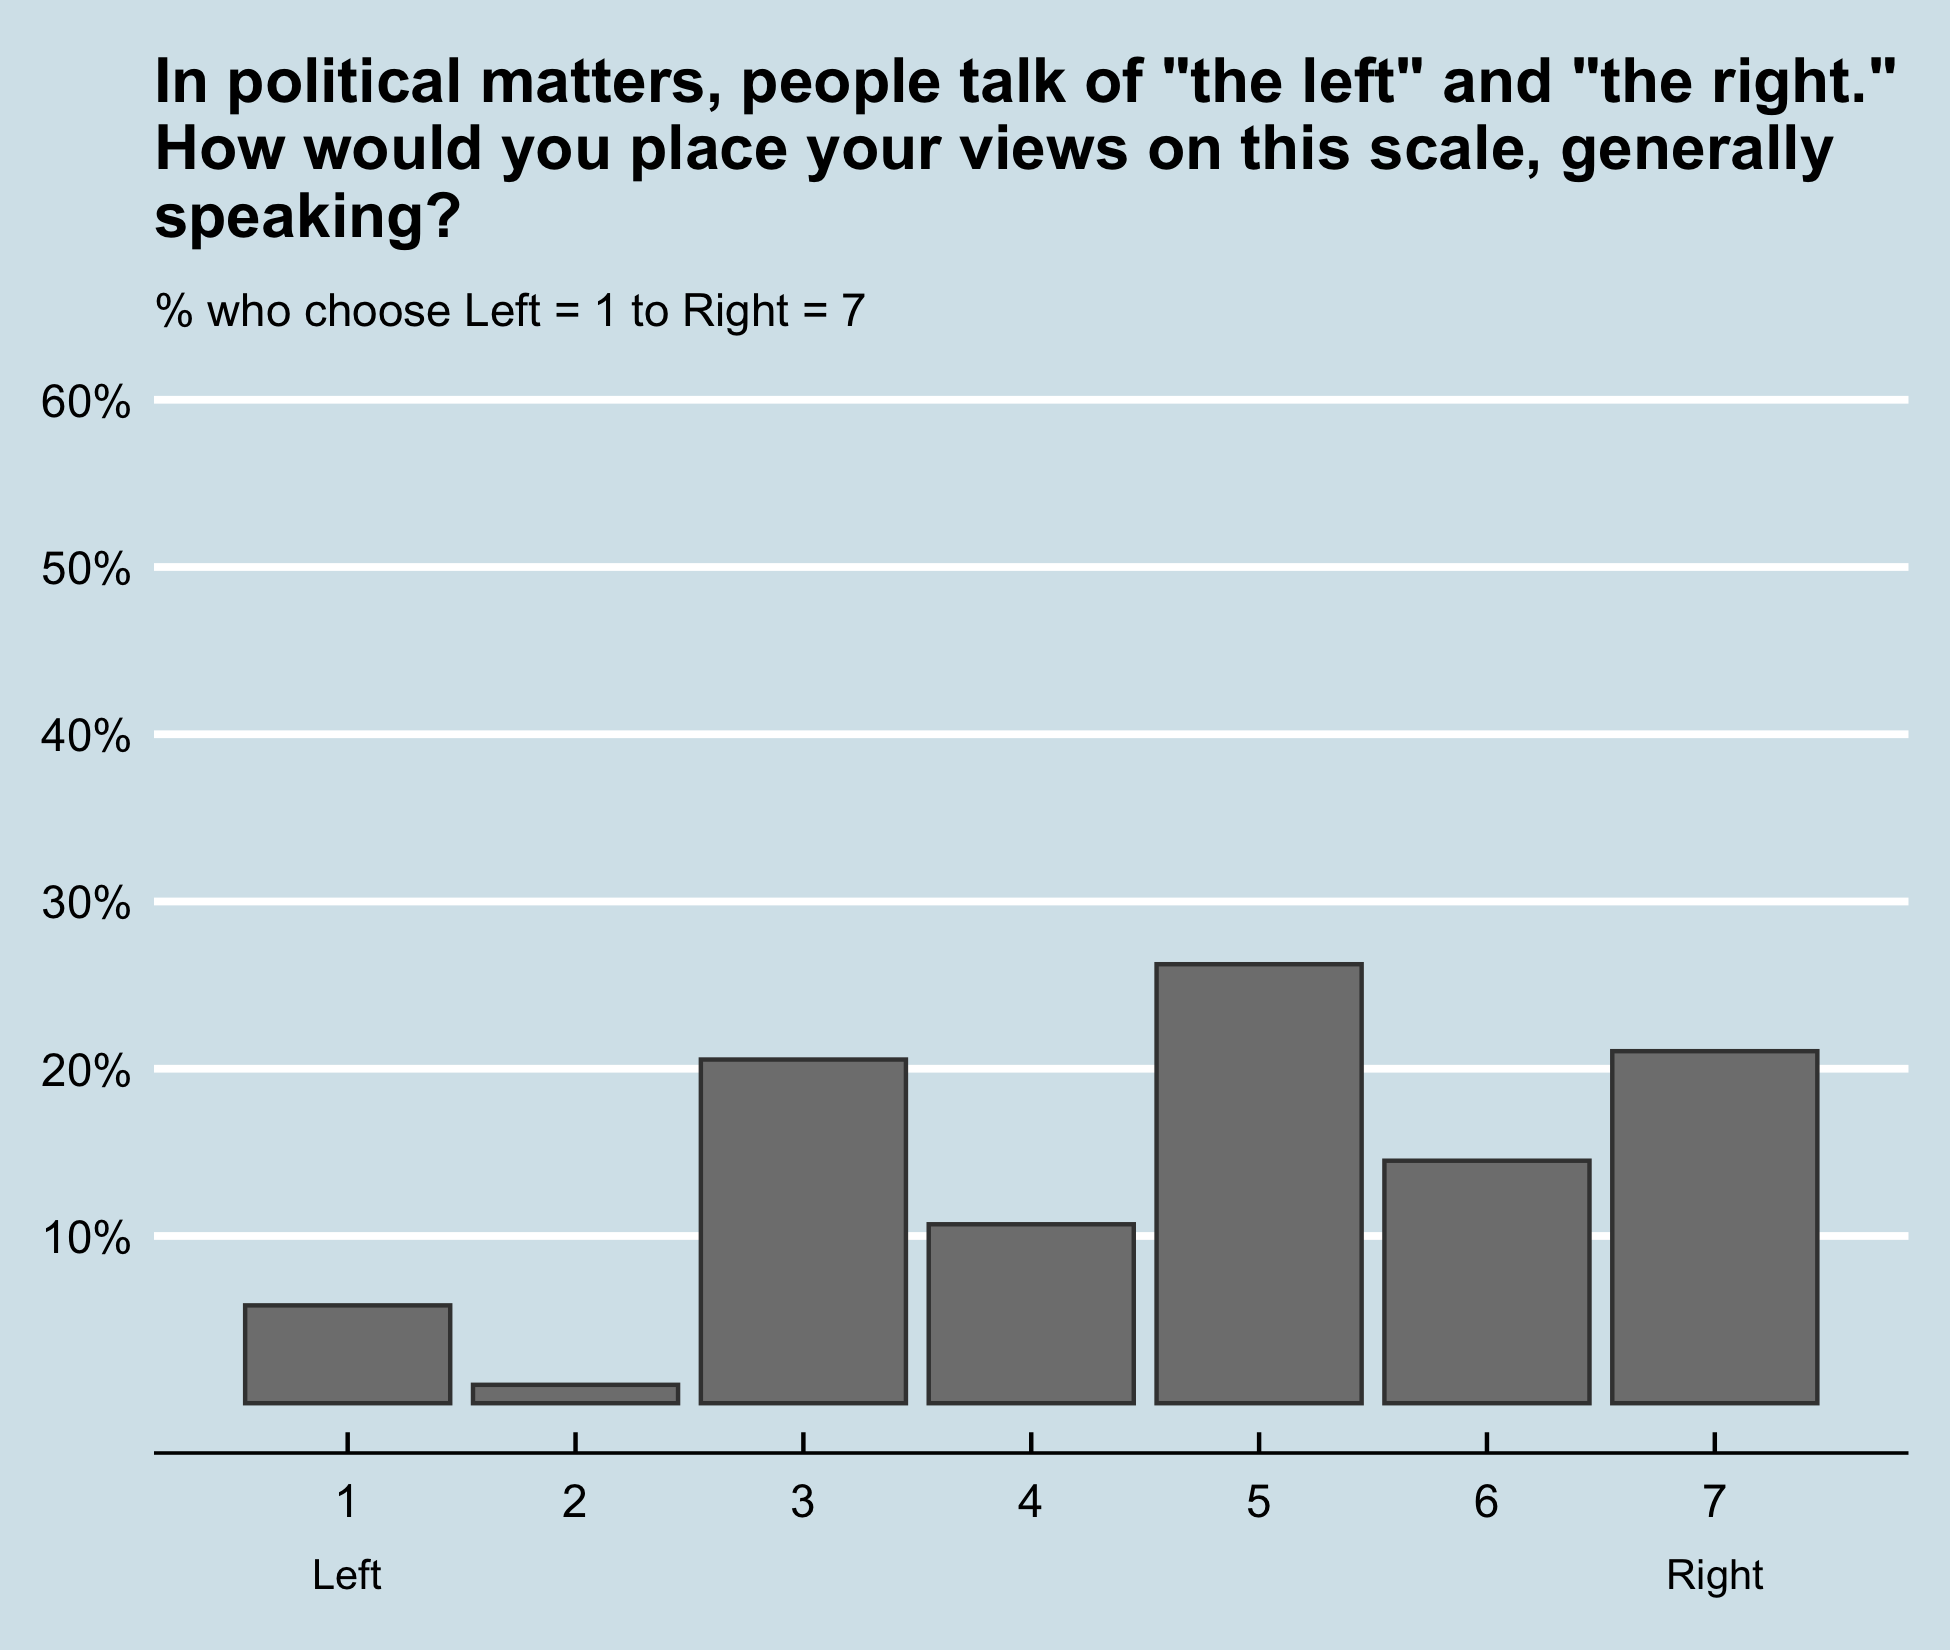 In political matters, people talk of "the left" and "the right."
How would you place your views on this scale, generally
speaking?
% who choose Left = 1 to Right = 7
60%
50%
40%
30%
20%
10%
1 2 3 4 5 6 7
Left Right